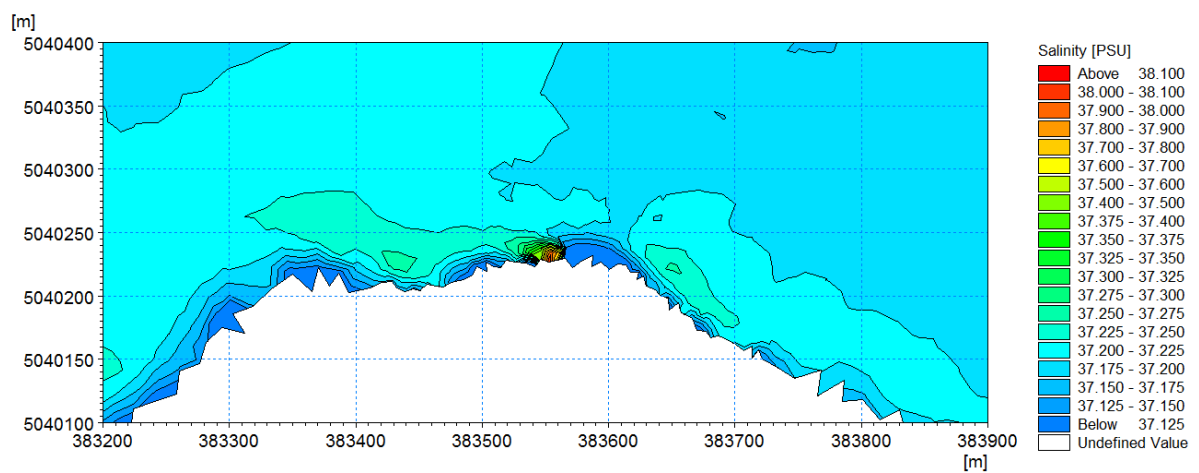 [m]
5040400
5040350
5040300
5040250
5040200
5040150
5040100
383200 383300 383400 383500 383600 383700 383800 383900
[m]
Salinity [PSU]
Above 38.100
38.000 - 38.100
37.900 - 38.000
37.800 - 37.900
37.700 - 37.800
37.600 - 37.700
37.500 - 37.600
37.400 - 37.500
37.375 - 37.400
37.350 - 37.375
37.325 - 37.350
37.300 - 37.325
37.275 - 37.300
37.250 - 37.275
37.225 - 37.250
37.200 - 37.225
37.175 - 37.200
37.150 - 37.175
37.125 - 37.150
Below 37.125
Undefined Value